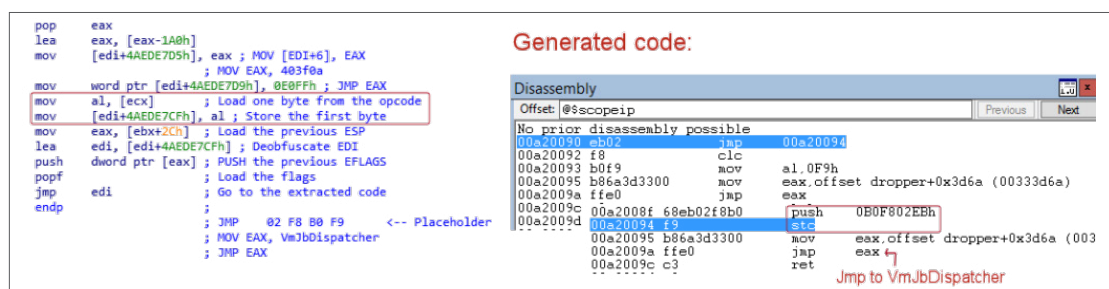 pop eax
lea eax, [eax-1A0h]
mov [edi+4AEDE7D5h], eax ; MOV [EDI+6], EAX
; MOV EAX, 403f0a
mov word ptr [edi+4AEDE7D9h], 0E0FFh ; JMP EAX
mov al, [ecx] ; Load one byte from the opcode
mov [edi+4AEDE7CFh], al ; Store the first byte
mov eax, [ebx+2Ch] ; Load the previous ESP
lea edi, [edi+4AEDE7CFh] ; Deobfuscate EDI
push dword ptr [eax] ; PUSH the previous EFLAGS
popf ; Load the flags
jmp edi ; Go to the extracted code
endp ;
; JMP 02 F8 B0 F9 <-- Placeholder
; MOV EAX, VmJbDispatcher
; JMP EAX
Generated code:
Disassembly
Offset: @$scopeip Previous Next
No prior disassembly possible
00a20090 eb02 jmp 00a20094
00a20092 f8 clc
00a20093 b0f9 mov al,0F9h
00a20095 b86a3d3300 mov eax,offset dropper+0x3d6a (00333d6a)
00a2009a ffe0 jmp eax
00a2009c
00a2009d
00a2008f 68eb02f8b0 push 0B0F802EBh
00a20094 f9 stc
00a20095 b86a3d3300 mov eax,offset dropper+0x3d6a (003
00a2009a ffe0 jmp eax
00a2009c c3 ret
Jmp to VmJbDispatcher